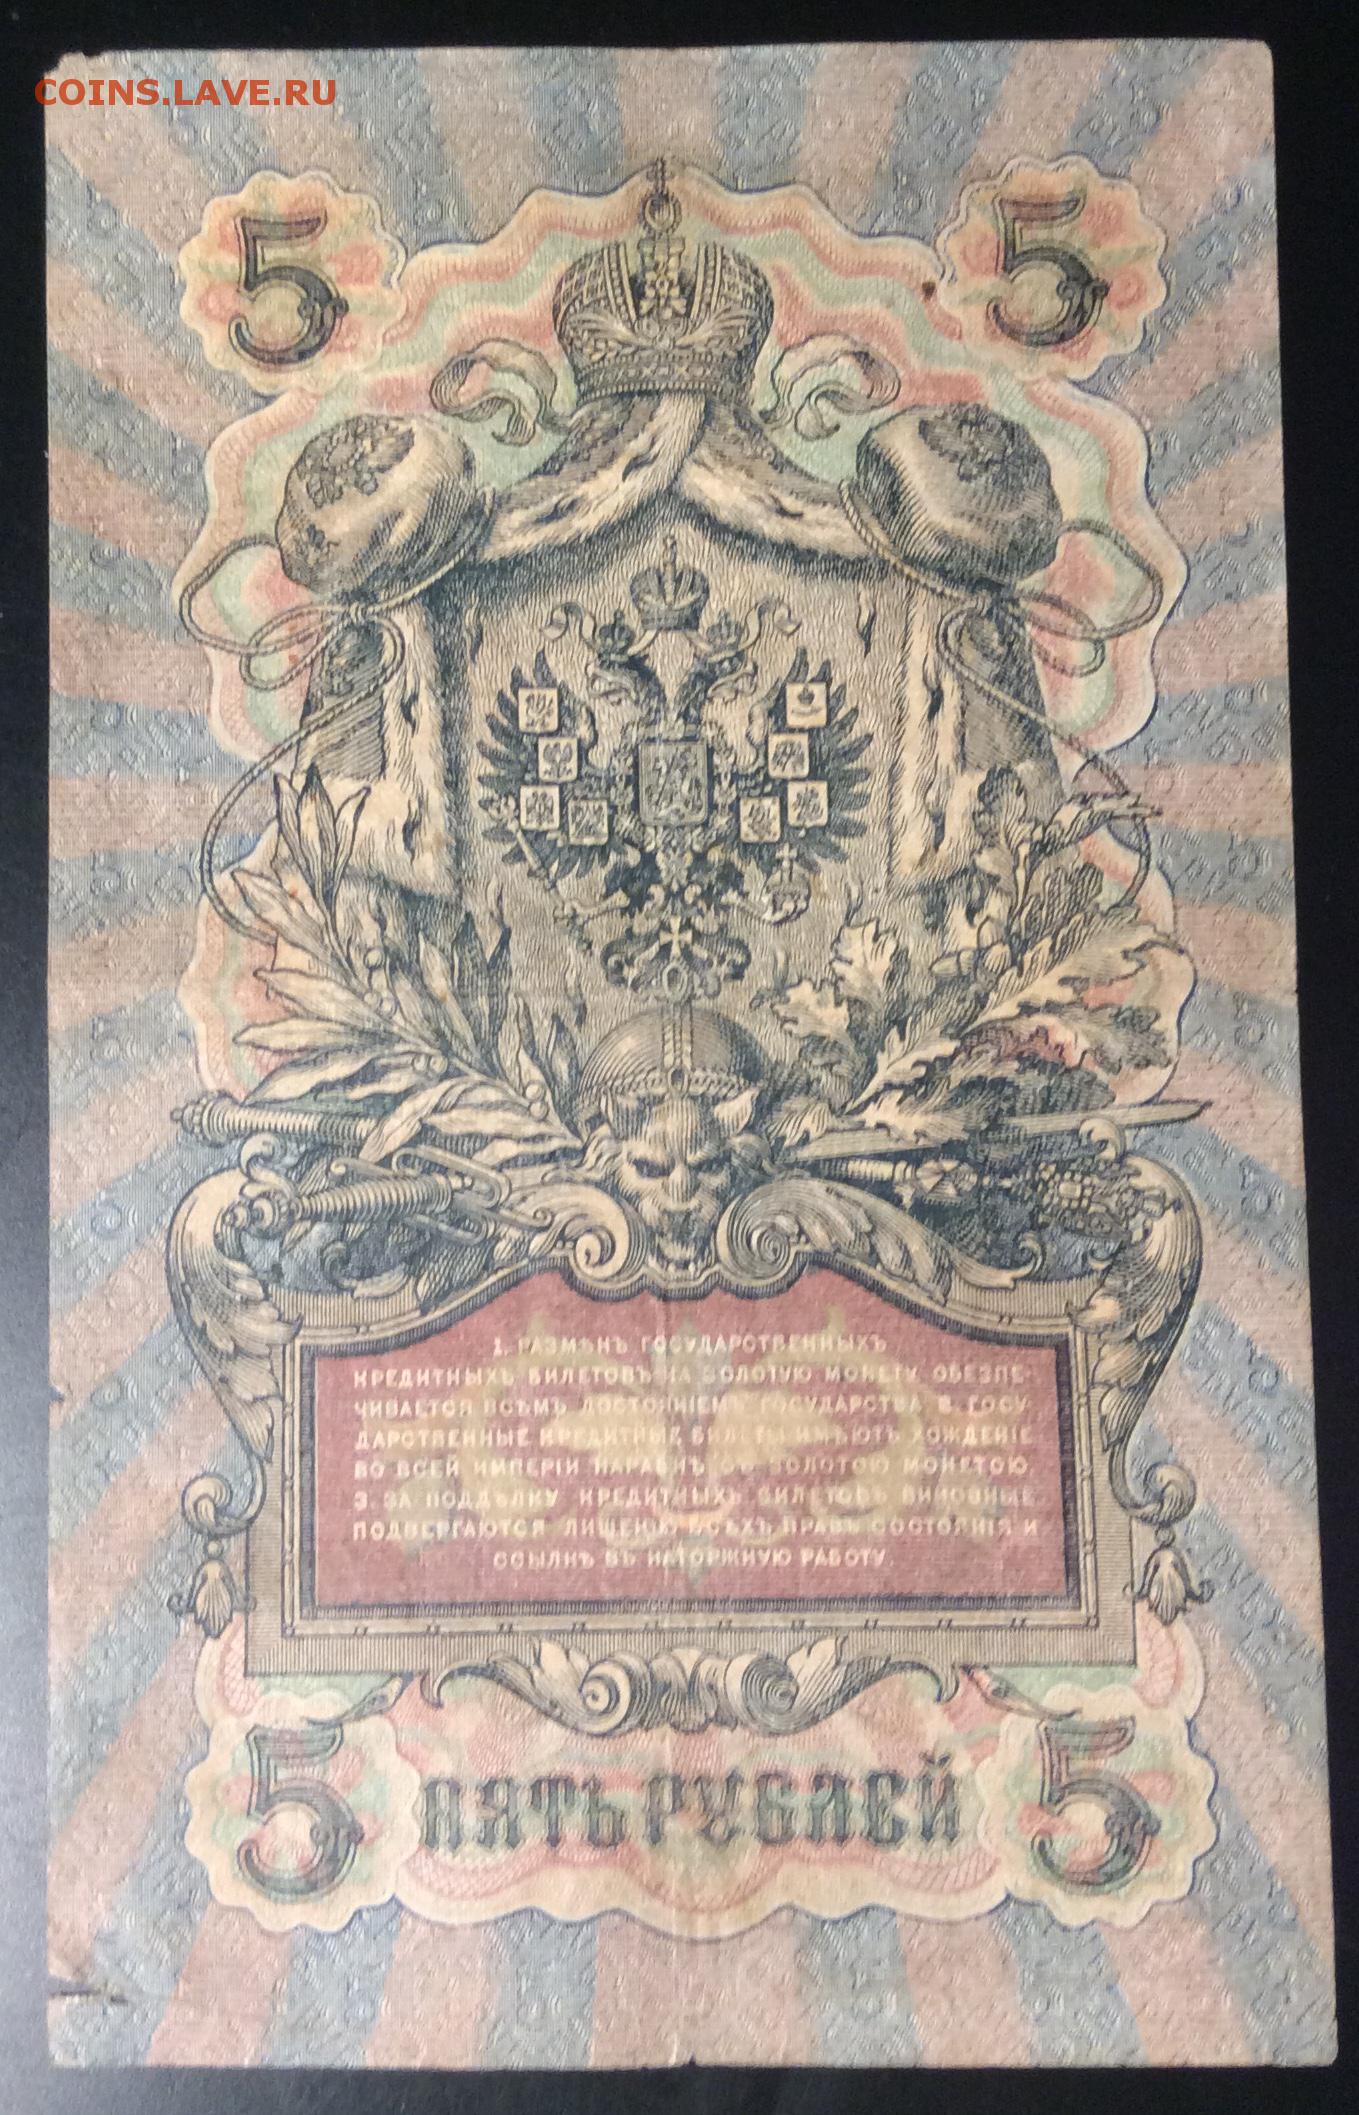 COINS.LAVE.RU
5 5
1. РАЗМѢНЪ ГОСУДАРСТВЕННЫХЪ
КРЕДИТНЫХЪ БИЛЕТОВЪ НА ЗОЛОТУЮ МОНЕТУ ОБЕЗПЕ-
ЧИВАЕТСЯ ВСѢМЪ ДОСТОЯНІЕМЪ ГОСУДАРСТВА. 2. ГОСУ-
ДАРСТВЕННЫЕ КРЕДИТНЫЕ БИЛЕТЫ ИМѢЮТЪ ХОЖДЕНІЕ
ВО ВСЕЙ ИМПЕРІИ НАРАВНѢ СЪ ЗОЛОТОЮ МОНЕТОЮ.
3. ЗА ПОДДѢЛКУ КРЕДИТНЫХЪ БИЛЕТОВЪ ВИНОВНЫЕ
ПОДВЕРГАЮТСЯ ЛИШЕНІЮ ВСѢХЪ ПРАВЪ СОСТОЯНІЯ И
ССЫЛКѢ ВЪ КАТОРЖНУЮ РАБОТУ.
5 ПЯТЬ РУБЛЕЙ 5